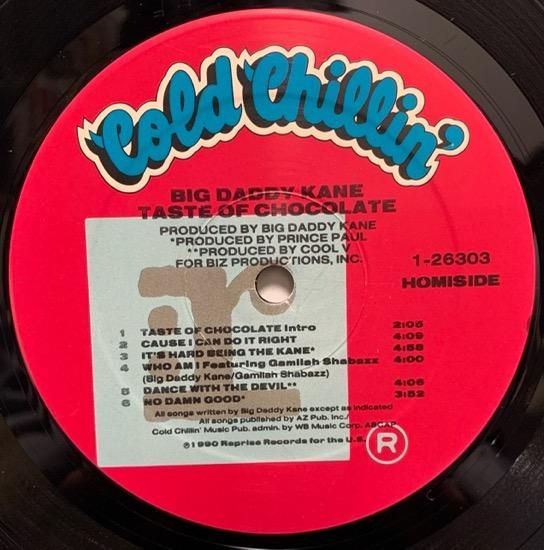 Cold Chillin'
BIG DADDY KANE
TASTE OF CHOCOLATE
PRODUCED BY BIG DADDY KANE
*PRODUCED BY PRINCE PAUL
**PRODUCED BY COOL V
FOR BIZ PRODUCTIONS, INC.
1-26303
HOMISIDE
r
1 TASTE OF CHOCOLATE Intro 2:05
2 CAUSE I CAN DO IT RIGHT 4:09
3 IT'S HARD BEING THE KANE* 4:58
4 WHO AM I Featuring Gamilah Shabazz 4:00
(Big Daddy Kane/Gamilah Shabazz)
5 DANCE WITH THE DEVIL** 4:06
6 NO DAMN GOOD* 3:52
All songs written by Big Daddy Kane except as indicated
All songs published by AZ Pub. Inc./
Cold Chillin' Music Pub. admin. by WB Music Corp. ASCAP
℗1990 Reprise Records for the U.S.
®